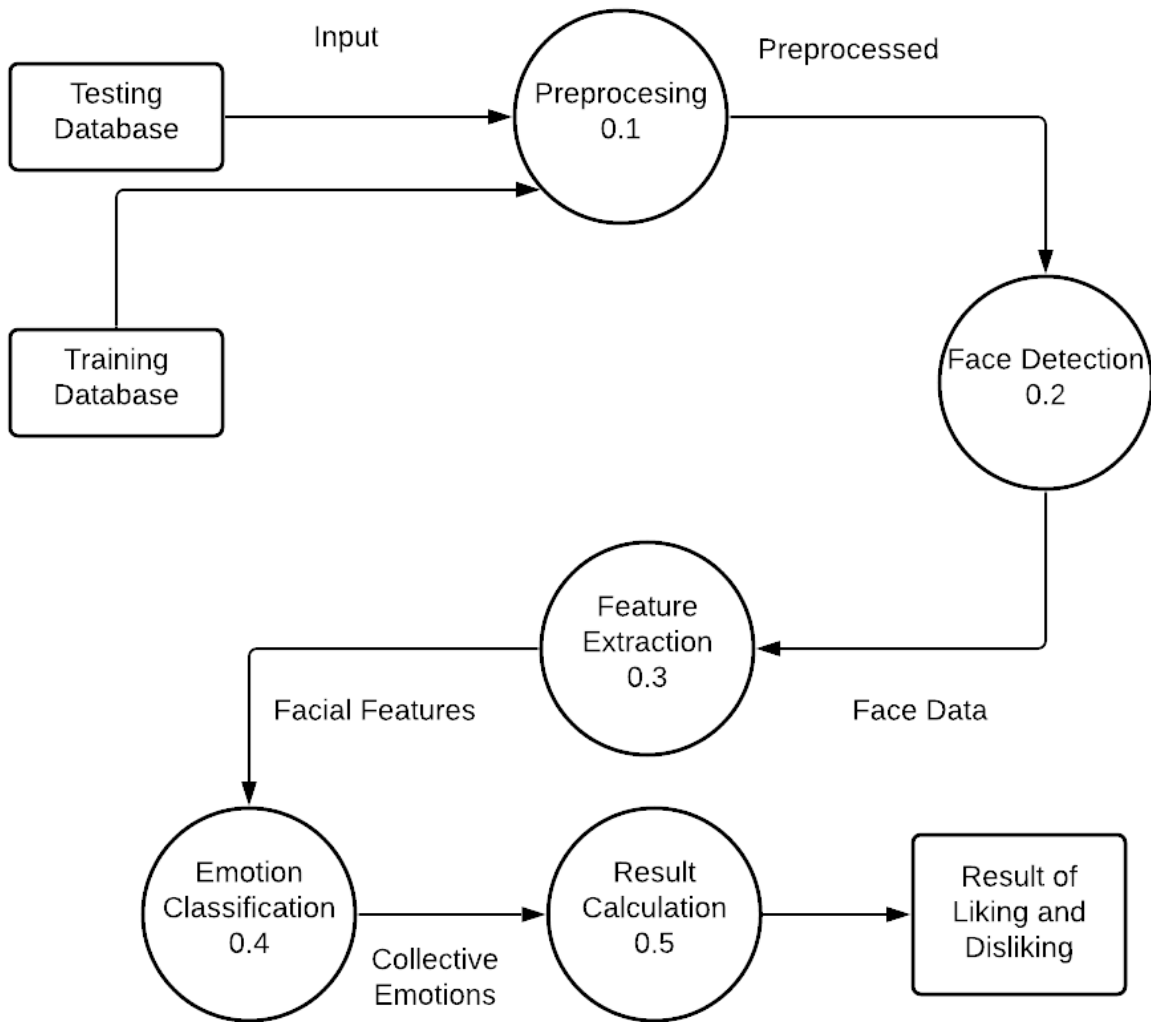 Input
Preprocessed
Testing
Database
Preprocesing
0.1
Training
Database
Face Detection
0.2
Feature
Extraction
0.3
Facial Features
Face Data
Emotion
Classification
0.4
Collective
Emotions
Result
Calculation
0.5
Result of
Liking and
Disliking